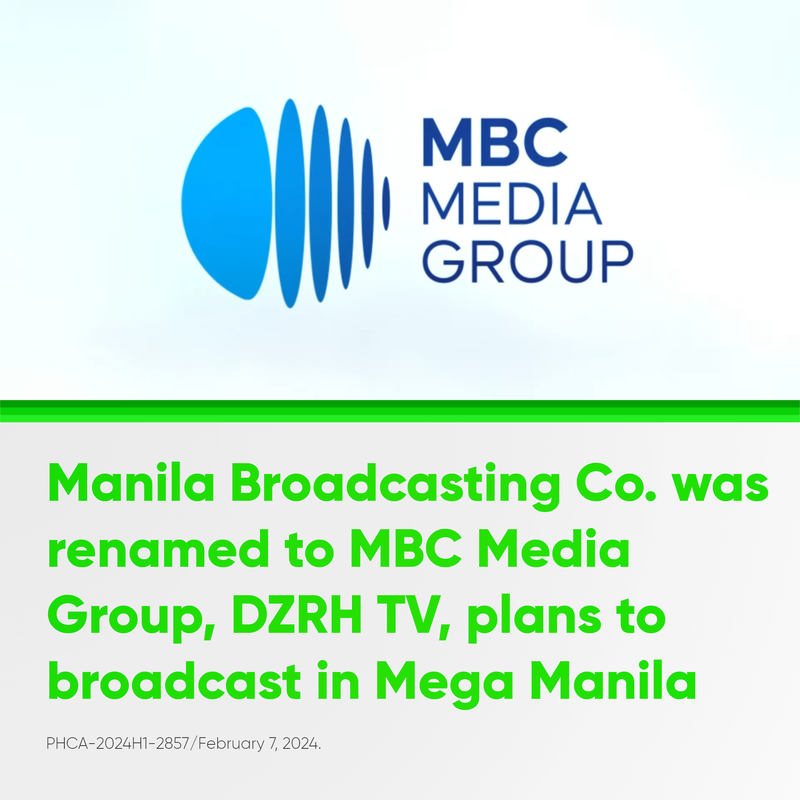 MBC
MEDIA
GROUP
Manila Broadcasting Co. was
renamed to MBC Media
Group, DZRH TV, plans to
broadcast in Mega Manila
PHCA-2024H1-2857/February 7, 2024.